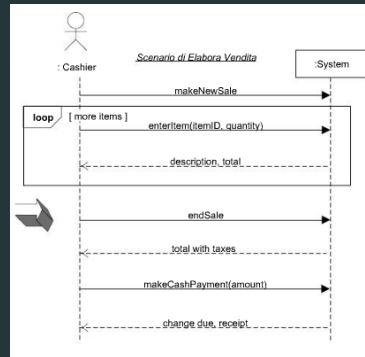 Scenario di Elabora Vendita
: Cashier
:System
makeNewSale
loop
[ more items ]
enterItem(itemID, quantity)
description, total
endSale
total with taxes
makeCashPayment(amount)
change due, receipt